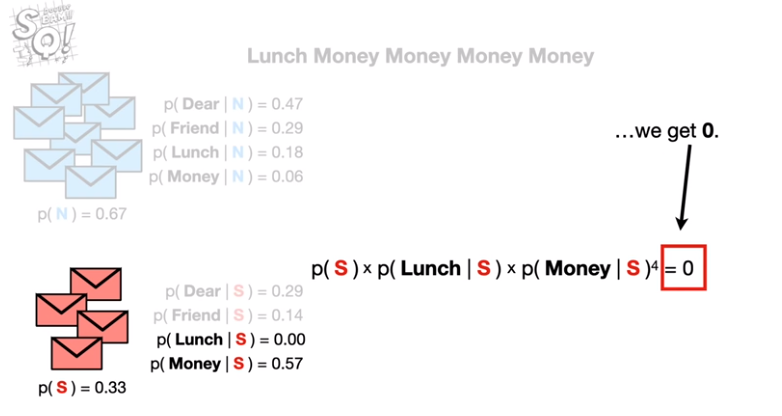 STATQUEST!
Lunch Money Money Money Money
p( Dear | N ) = 0.47
p( Friend | N ) = 0.29
p( Lunch | N ) = 0.18
p( Money | N ) = 0.06
p( N ) = 0.67
…we get 0.
p( S ) × p( Lunch | S ) × p( Money | S )⁴ = 0
p( Dear | S ) = 0.29
p( Friend | S ) = 0.14
p( Lunch | S ) = 0.00
p( Money | S ) = 0.57
p( S ) = 0.33